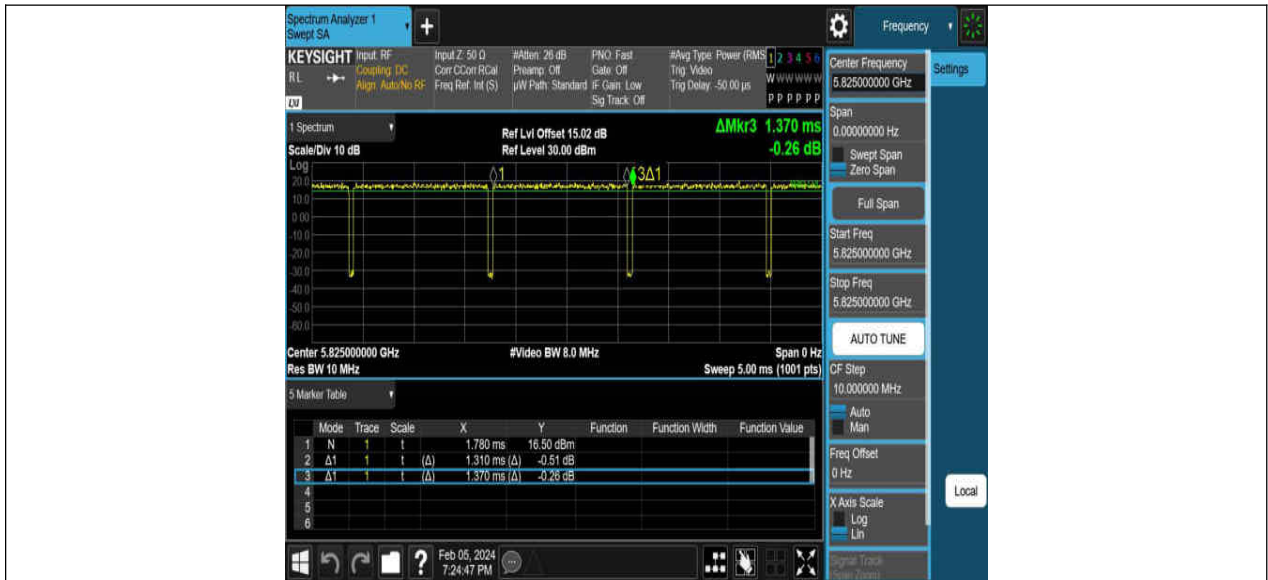 Spectrum Analyzer 1
Swept SA
+
Frequency
KEYSIGHT
Input: RF
Coupling: DC
Align: Auto/No RF
Input Z: 50 Ω
Corr CCorr RCal
Freq Ref: Int (S)
#Atten: 26 dB
Preamp: Off
µW Path: Standard
PNO: Fast
Gate: Off
IF Gain: Low
Sig Track: Off
#Avg Type: Power (RMS
Trig: Video
Trig Delay: -50.00 µs
1 2 3 4 5 6
W W W W W W
P P P P P P
RL
LXI
Center Frequency
5.825000000 GHz
Settings
1 Spectrum
Ref Lvl Offset 15.02 dB
ΔMkr3 1.370 ms
Scale/Div 10 dB
Ref Level 30.00 dBm
-0.26 dB
Log
20.0
10.0
0.00
-10.0
-20.0
-30.0
-40.0
-50.0
-60.0
1
3Δ1
Center 5.825000000 GHz
#Video BW 8.0 MHz
Span 0 Hz
Res BW 10 MHz
Sweep 5.00 ms (1001 pts)
Span
0.00000000 Hz
Swept Span
Zero Span
Full Span
Start Freq
5.825000000 GHz
Stop Freq
5.825000000 GHz
AUTO TUNE
CF Step
10.000000 MHz
Auto
Man
Freq Offset
0 Hz
X Axis Scale
Log
Lin
Signal Track
(Span Zoom)
Local
5 Marker Table
Mode Trace Scale X Y Function Function Width Function Value
1 N 1 t 1.780 ms 16.50 dBm
2 Δ1 1 t (Δ) 1.310 ms (Δ) -0.51 dB
3 Δ1 1 t (Δ) 1.370 ms (Δ) -0.26 dB
4
5
6
?
Feb 05, 2024
7:24:47 PM